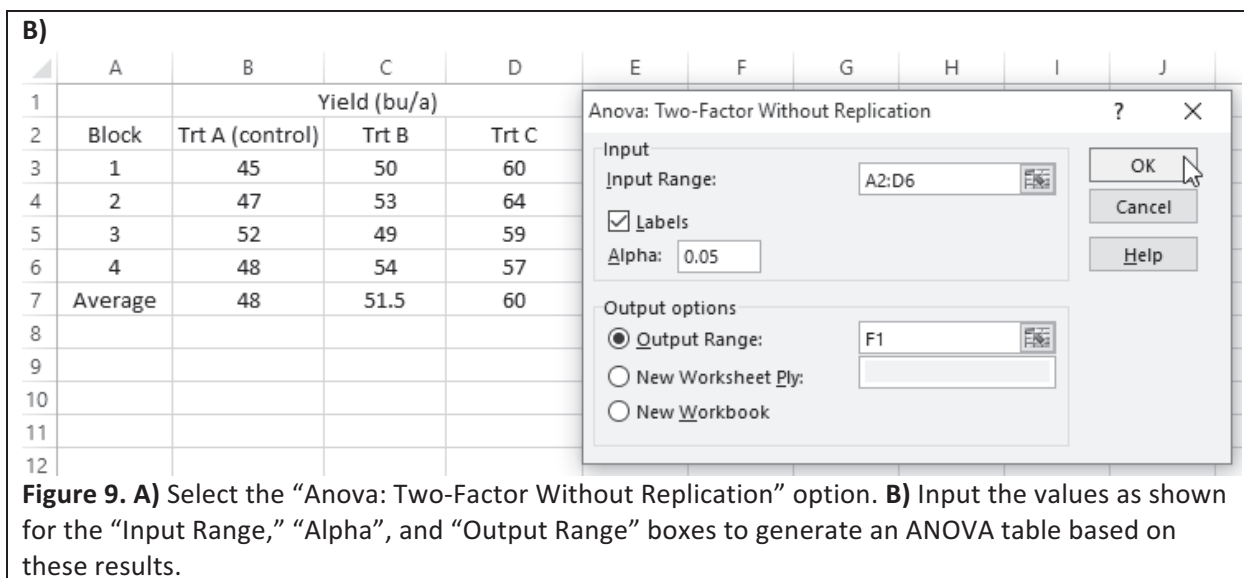 B)
A B C D E F G H I J
1 Yield (bu/a)
2 Block Trt A (control) Trt B Trt C
3 1 45 50 60
4 2 47 53 64
5 3 52 49 59
6 4 48 54 57
7 Average 48 51.5 60
8
9
10
11
12
Anova: Two-Factor Without Replication ? X
Input
Input Range: A2:D6
Labels
Alpha: 0.05
OK
Cancel
Help
Output options
Output Range: F1
New Worksheet Ply:
New Workbook
Figure 9. A) Select the “Anova: Two-Factor Without Replication” option. B) Input the values as shown
for the “Input Range,” “Alpha”, and “Output Range” boxes to generate an ANOVA table based on
these results.